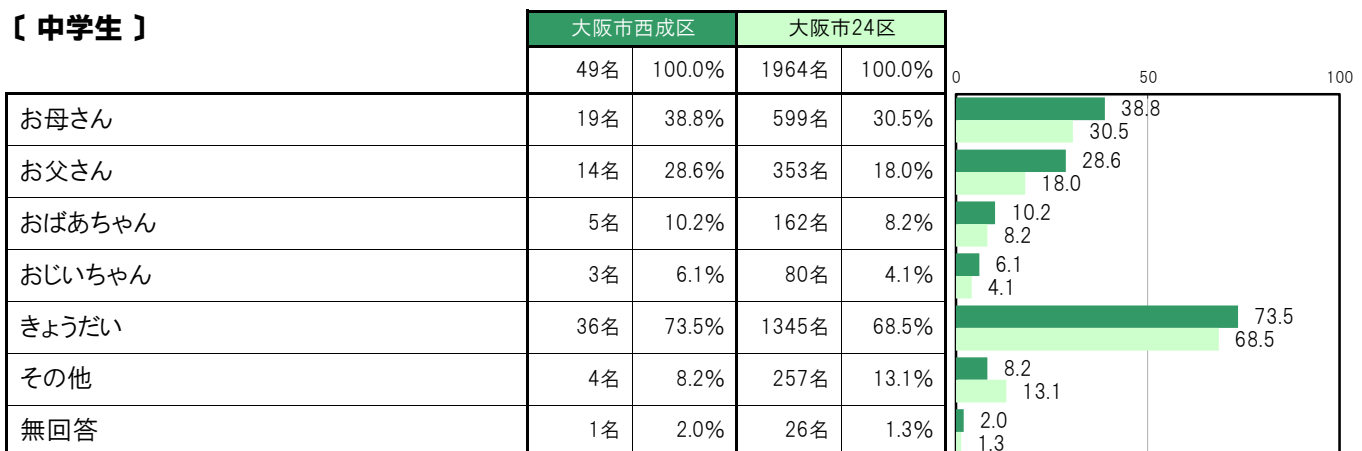 〔 中学生 〕
大阪市西成区 大阪市24区
49名 100.0% 1964名 100.0%
0 50 100
お母さん 19名 38.8% 599名 30.5%
38.8
30.5
お父さん 14名 28.6% 353名 18.0%
28.6
18.0
おばあちゃん 5名 10.2% 162名 8.2%
10.2
8.2
おじいちゃん 3名 6.1% 80名 4.1%
6.1
4.1
きょうだい 36名 73.5% 1345名 68.5%
73.5
68.5
その他 4名 8.2% 257名 13.1%
8.2
13.1
無回答 1名 2.0% 26名 1.3%
2.0
1.3